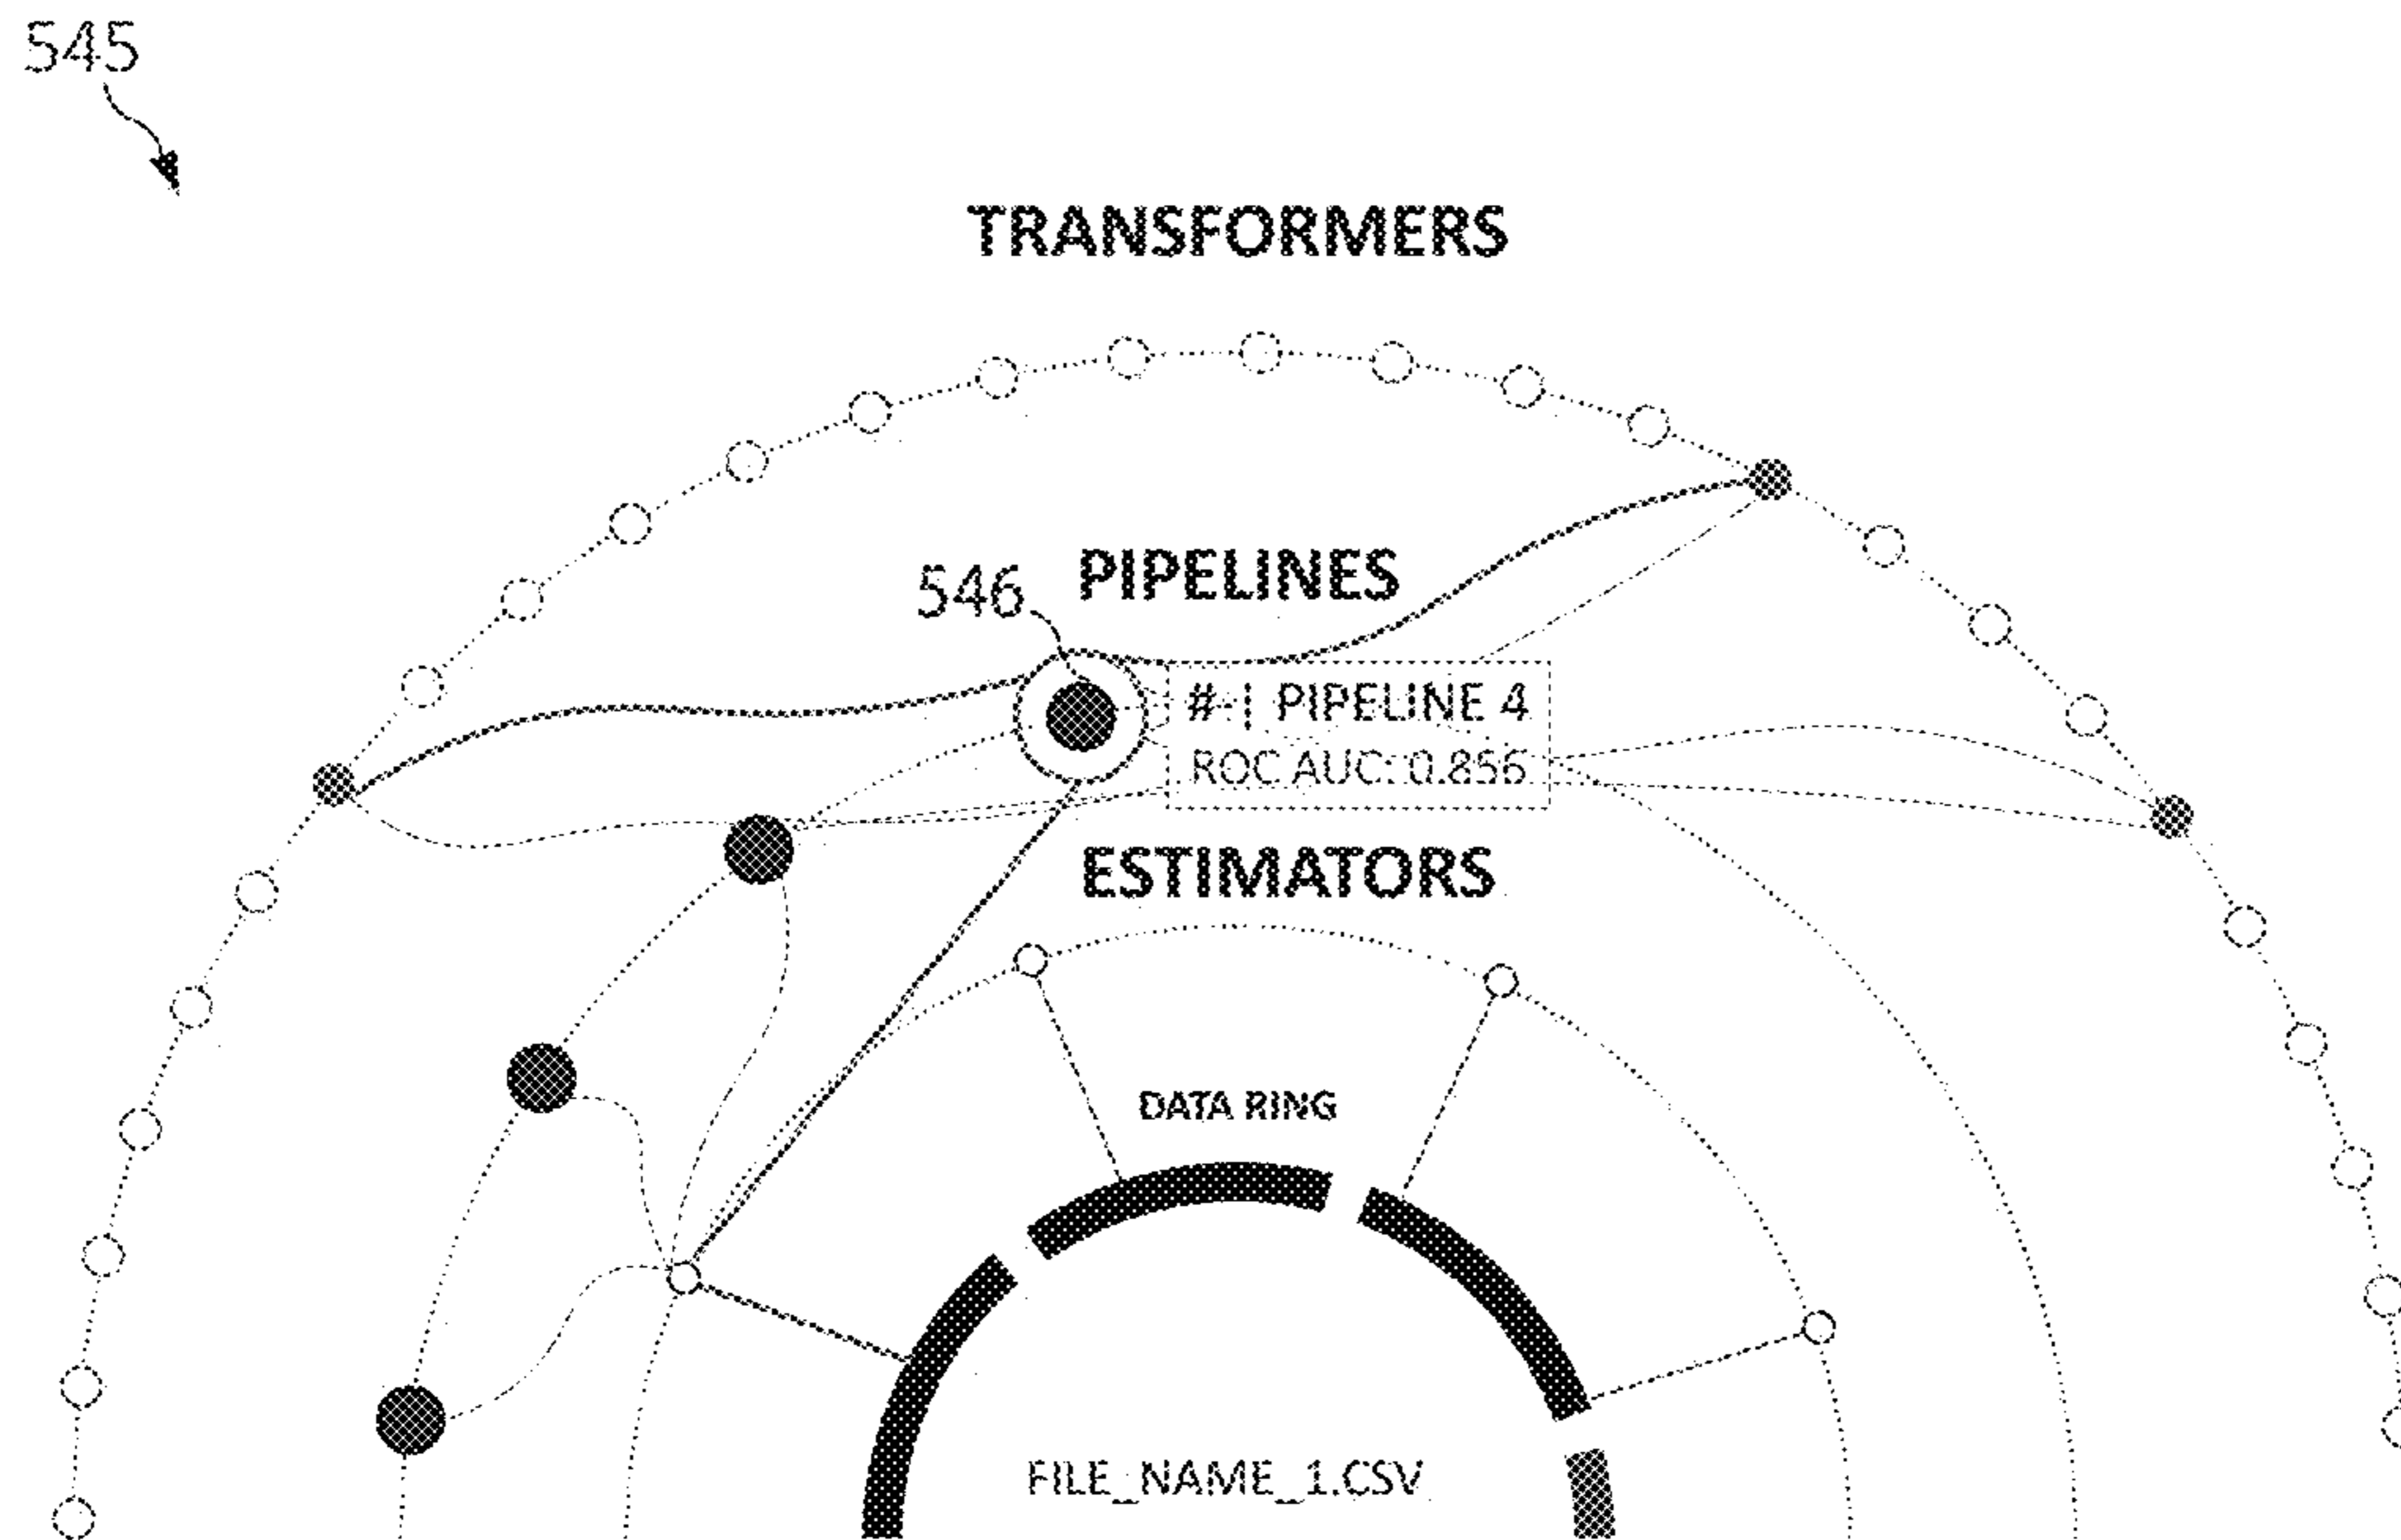 545
TRANSFORMERS
PIPELINES
546
# | PIPELINE 4
ROC AUC: 0.856
ESTIMATORS
DATA RING
FILE_NAME_1.CSV